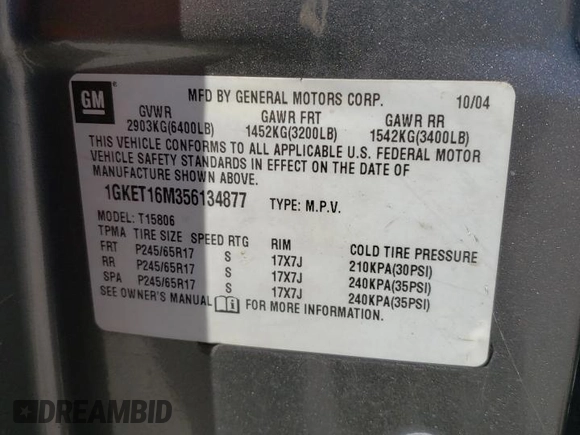 GM
MFD BY GENERAL MOTORS CORP. 10/04
GVWR GAWR FRT GAWR RR
2903KG(6400LB) 1452KG(3200LB) 1542KG(3400LB)
THIS VEHICLE CONFORMS TO ALL APPLICABLE U.S. FEDERAL MOTOR
VEHICLE SAFETY STANDARDS IN EFFECT ON THE DATE OF
MANUFACTURE SHOWN ABOVE.
1GKET16M356134877 TYPE: M.P.V.
MODEL: T15806
TPMA TIRE SIZE SPEED RTG RIM COLD TIRE PRESSURE
FRT P245/65R17 S 17X7J 210KPA(30PSI)
RR P245/65R17 S 17X7J 240KPA(35PSI)
SPA P245/65R17 S 17X7J 240KPA(35PSI)
SEE OWNER'S MANUAL FOR MORE INFORMATION.
DREAMBID